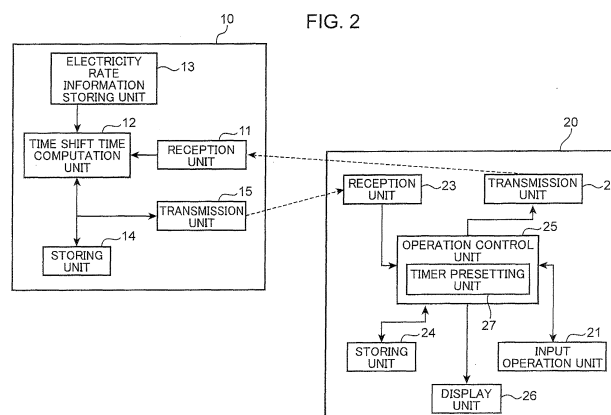 FIG. 2
10
ELECTRICITY
RATE
INFORMATION
STORING UNIT
13
12
TIME SHIFT TIME
COMPUTATION
UNIT
11
RECEPTION
UNIT
15
TRANSMISSION
UNIT
14
STORING
UNIT
20
RECEPTION
UNIT
23
TRANSMISSION
UNIT
25
OPERATION CONTROL
UNIT
TIMER PRESETTING
UNIT
27
24
STORING
UNIT
21
INPUT
OPERATION UNIT
DISPLAY
UNIT
26